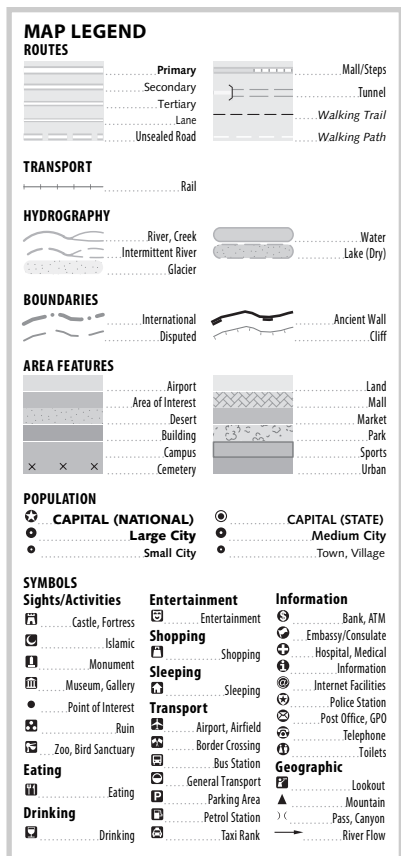 MAP LEGEND
ROUTES
Primary
Secondary
Tertiary
Lane
Unsealed Road
Mall/Steps
Tunnel
Walking Trail
Walking Path
TRANSPORT
Rail
HYDROGRAPHY
River, Creek
Intermittent River
Glacier
Water
Lake (Dry)
BOUNDARIES
International
Disputed
Ancient Wall
Cliff
AREA FEATURES
Airport
Area of Interest
Desert
Building
Campus
Cemetery
Land
Mall
Market
Park
Sports
Urban
POPULATION
CAPITAL (NATIONAL)
Large City
Small City
CAPITAL (STATE)
Medium City
Town, Village
SYMBOLS
Sights/Activities
Castle, Fortress
Islamic
Monument
Museum, Gallery
Point of Interest
Ruin
Zoo, Bird Sanctuary
Eating
Eating
Drinking
Drinking
Entertainment
Entertainment
Shopping
Shopping
Sleeping
Sleeping
Transport
Airport, Airfield
Border Crossing
Bus Station
General Transport
Parking Area
Petrol Station
Taxi Rank
Information
Bank, ATM
Embassy/Consulate
Hospital, Medical
Information
Internet Facilities
Police Station
Post Office, GPO
Telephone
Toilets
Geographic
Lookout
Mountain
Pass, Canyon
River Flow